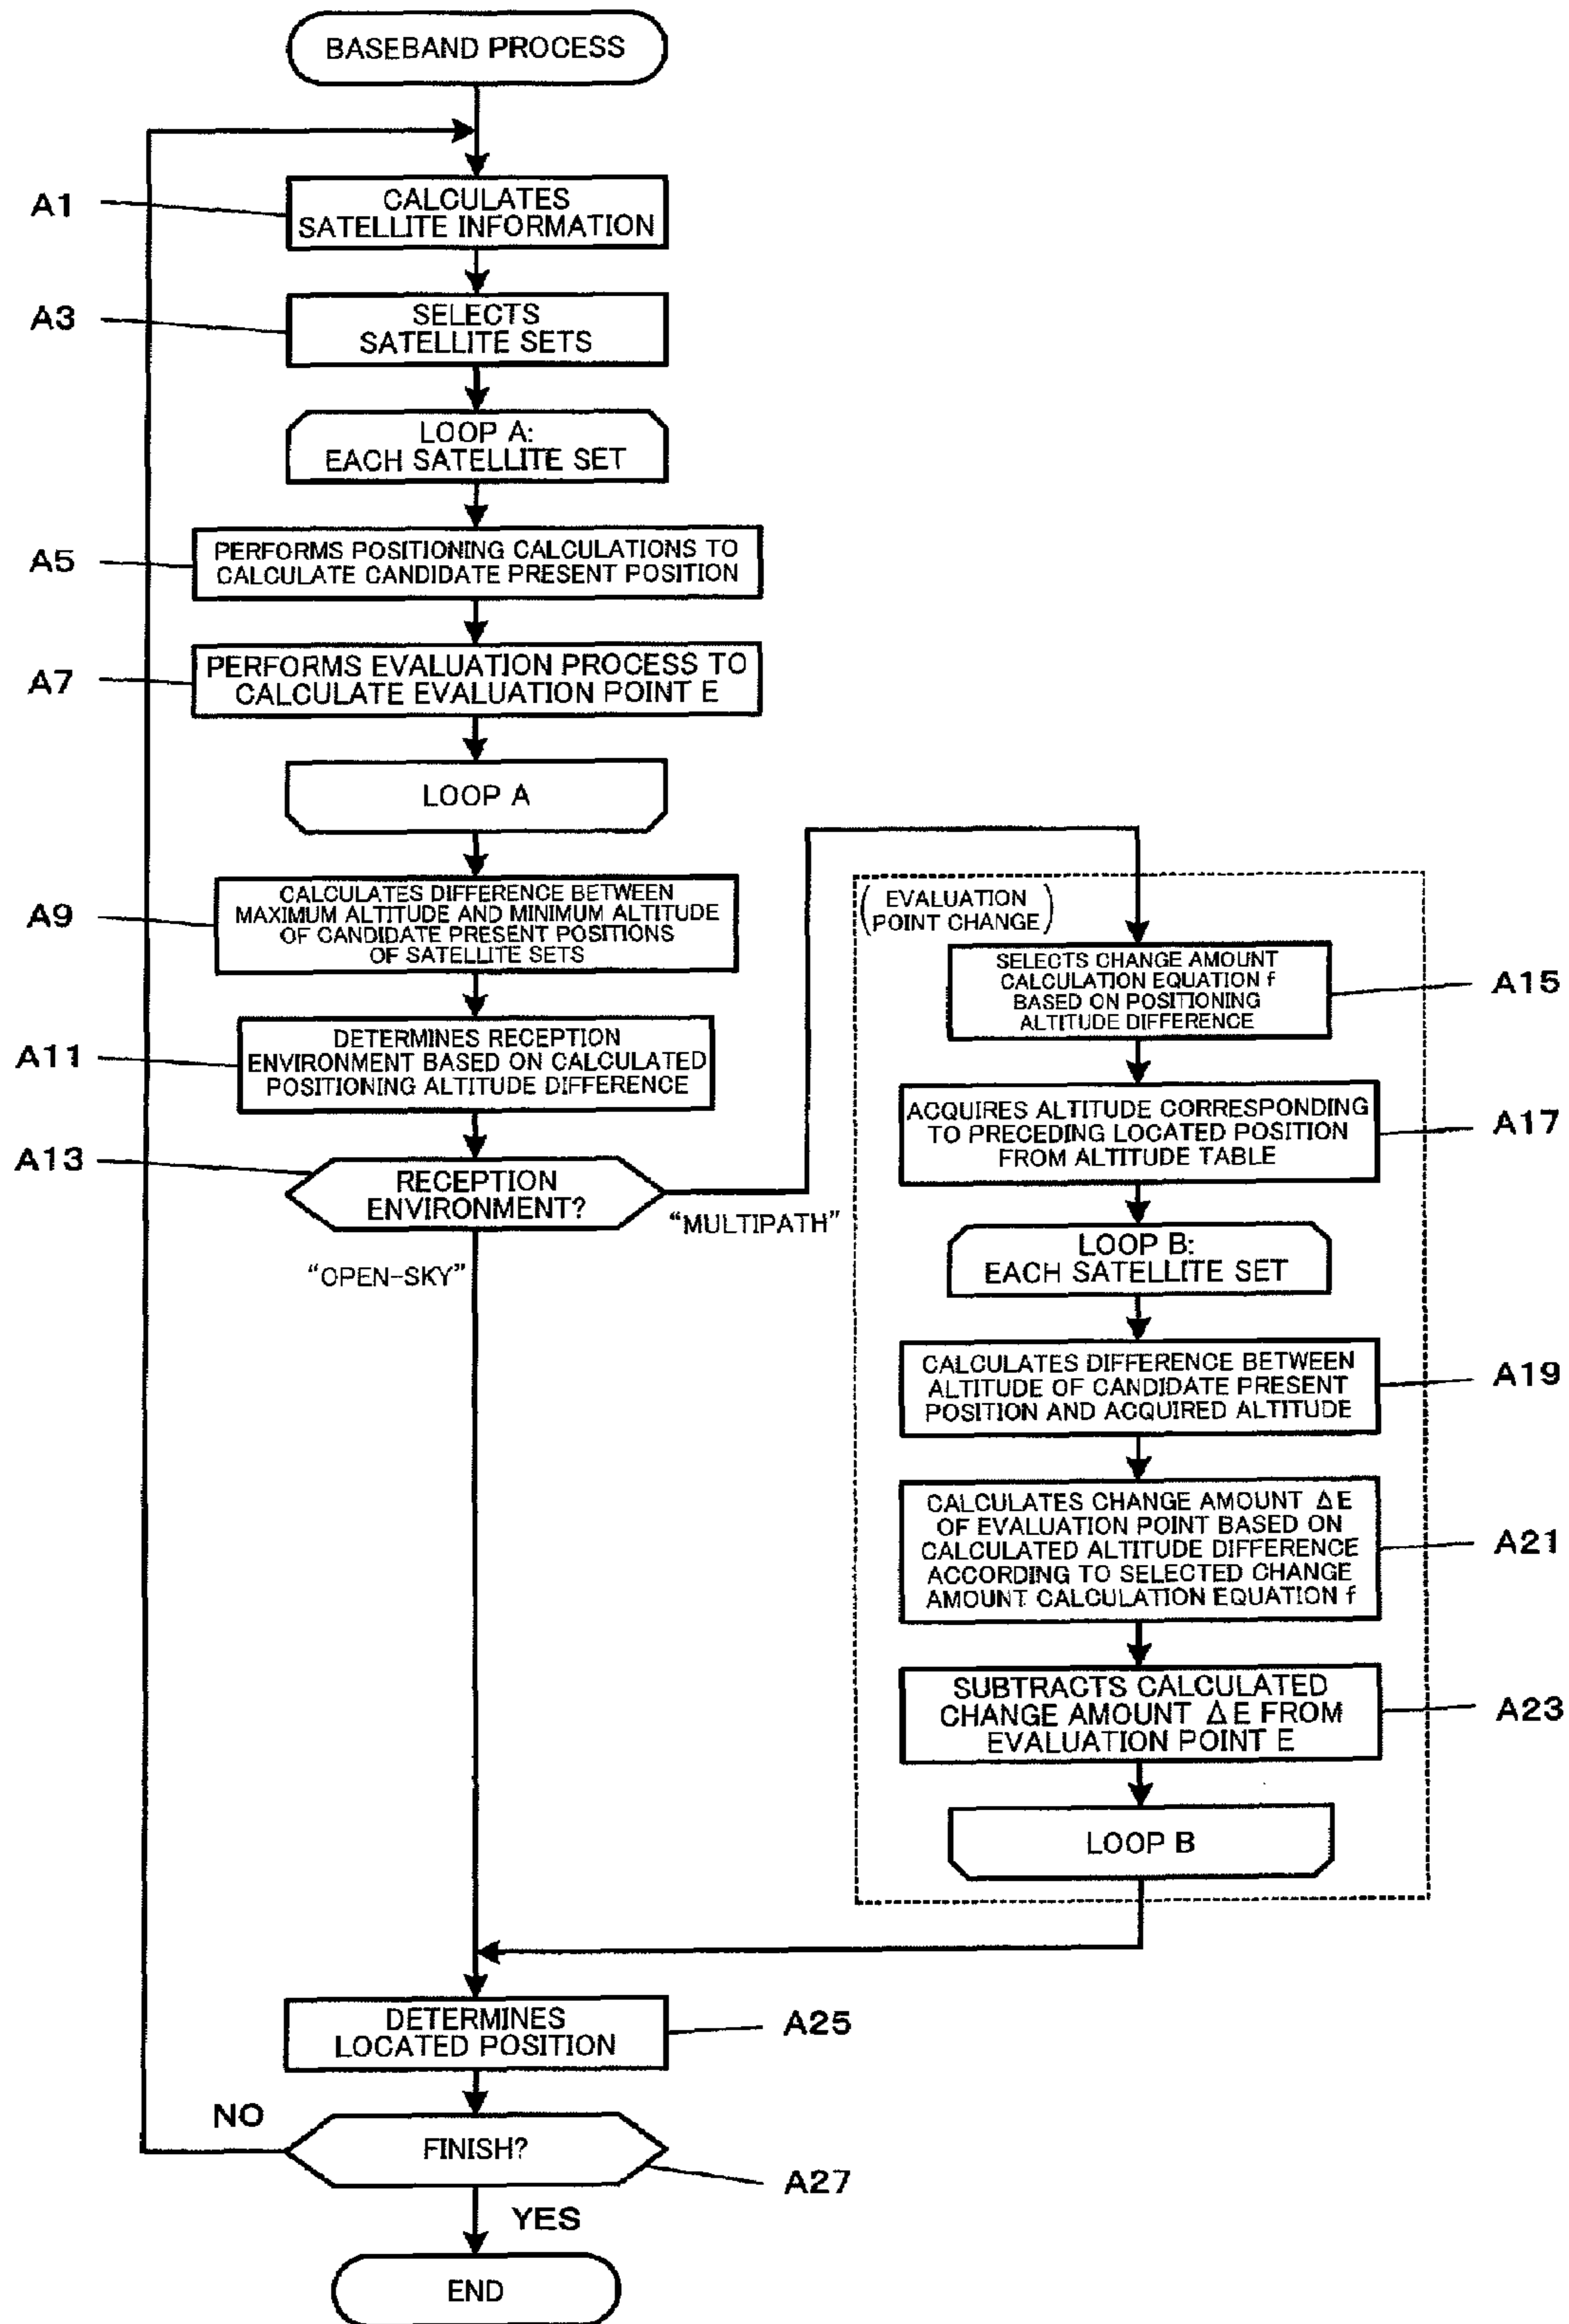 BASEBAND PROCESS
A1
CALCULATES
SATELLITE INFORMATION
A3
SELECTS
SATELLITE SETS
LOOP A:
EACH SATELLITE SET
A5
PERFORMS POSITIONING CALCULATIONS TO
CALCULATE CANDIDATE PRESENT POSITION
A7
PERFORMS EVALUATION PROCESS TO
CALCULATE EVALUATION POINT E
LOOP A
A9
CALCULATES DIFFERENCE BETWEEN
MAXIMUM ALTITUDE AND MINIMUM ALTITUDE
OF CANDIDATE PRESENT POSITIONS
OF SATELLITE SETS
A11
DETERMINES RECEPTION
ENVIRONMENT BASED ON CALCULATED
POSITIONING ALTITUDE DIFFERENCE
A13
RECEPTION
ENVIRONMENT?
"MULTIPATH"
"OPEN-SKY"
(EVALUATION
POINT CHANGE)
SELECTS CHANGE AMOUNT
CALCULATION EQUATION f
BASED ON POSITIONING
ALTITUDE DIFFERENCE
A15
ACQUIRES ALTITUDE CORRESPONDING
TO PRECEDING LOCATED POSITION
FROM ALTITUDE TABLE
A17
LOOP B:
EACH SATELLITE SET
CALCULATES DIFFERENCE BETWEEN
ALTITUDE OF CANDIDATE PRESENT
POSITION AND ACQUIRED ALTITUDE
A19
CALCULATES CHANGE AMOUNT ΔE
OF EVALUATION POINT BASED ON
CALCULATED ALTITUDE DIFFERENCE
ACCORDING TO SELECTED CHANGE
AMOUNT CALCULATION EQUATION f
A21
SUBTRACTS CALCULATED
CHANGE AMOUNT ΔE FROM
EVALUATION POINT E
A23
LOOP B
DETERMINES
LOCATED POSITION
A25
NO
FINISH?
A27
YES
END